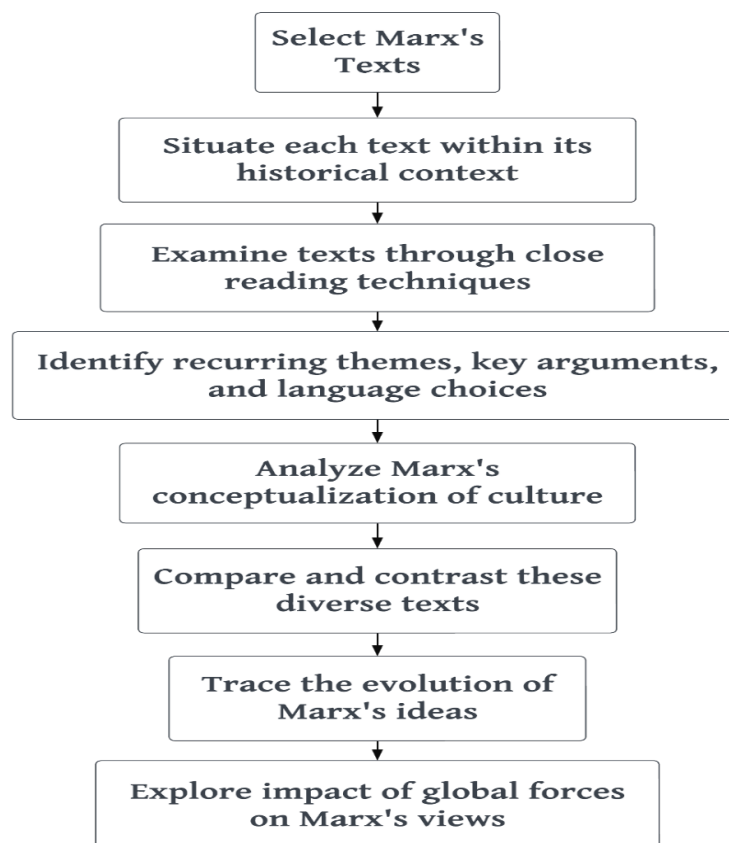 Select Marx's
Texts
Situate each text within its
historical context
Examine texts through close
reading techniques
Identify recurring themes, key arguments,
and language choices
Analyze Marx's
conceptualization of culture
Compare and contrast these
diverse texts
Trace the evolution of
Marx's ideas
Explore impact of global forces
on Marx's views